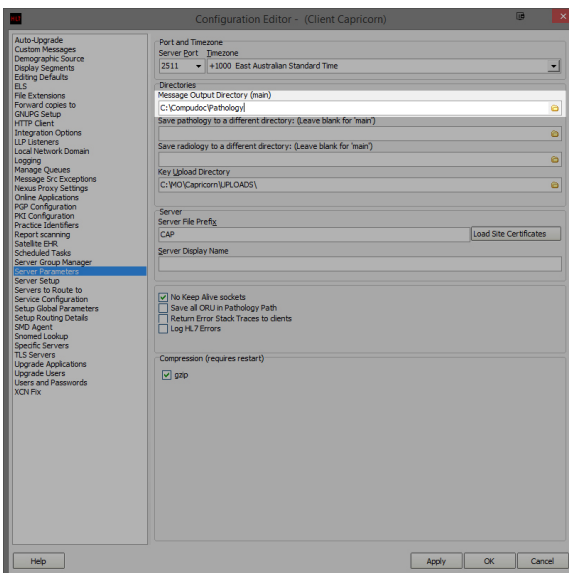 Configuration Editor - (Client Capricorn)
Auto-Upgrade
Custom Messages
Demographic Source
Display Segments
Editing Defaults
ELS
File Extensions
Forward copies to
GNUPG Setup
HTTP Client
Integration Options
LLP Listeners
Local Network Domain
Logging
Manage Queues
Message Src Exceptions
Nexus Proxy Settings
Online Applications
PGP Configuration
PKI Configuration
Practice Identifiers
Report scanning
Satellite EHR
Scheduled Tasks
Server Group Manager
Server Parameters
Server Setup
Servers to Route to
Service Configuration
Setup Global Parameters
Setup Routing Details
SMD Agent
Snomed Lookup
Specific Servers
TLS Servers
Upgrade Applications
Upgrade Users
Users and Passwords
XCN Fix
Port and Timezone
Server Port Timezone
2511 +1000 East Australian Standard Time
Directories
Message Output Directory (main)
C:\Compudoc\Pathology
Save pathology to a different directory: (Leave blank for 'main')
Save radiology to a different directory: (Leave blank for 'main')
Key Upload Directory
C:\MO\Capricorn\UPLOADS\
Server
Server File Prefix
CAP Load Site Certificates
Server Display Name
No Keep Alive sockets
Save all ORU in Pathology Path
Return Error Stack Traces to clients
Log HL7 Errors
Compression (requires restart)
gzip
Help Apply OK Cancel